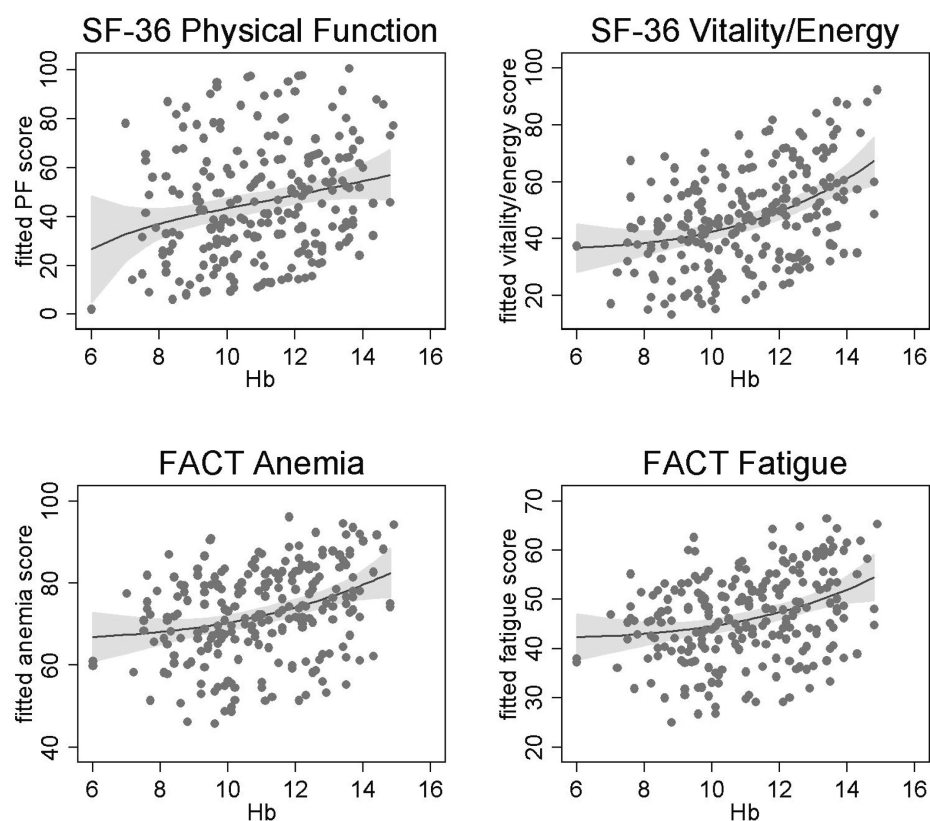 SF-36 Physical Function
fitted PF score
100
80
60
40
20
0
6 8 10 12 14 16
Hb
SF-36 Vitality/Energy
fitted vitality/energy score
100
80
60
40
20
6 8 10 12 14 16
Hb
FACT Anemia
fitted anemia score
100
80
60
40
6 8 10 12 14 16
Hb
FACT Fatigue
fitted fatigue score
70
60
50
40
30
20
6 8 10 12 14 16
Hb